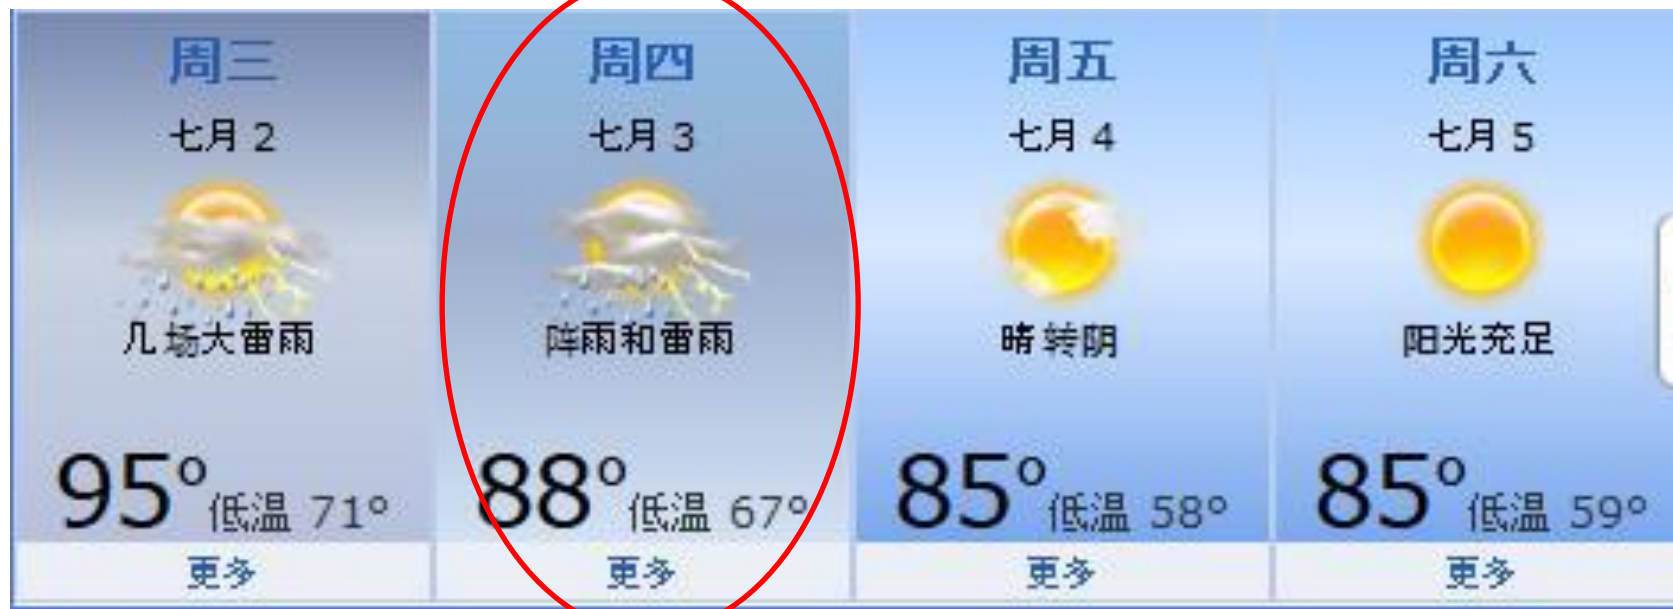 周三
七月 2
几场大雷雨
95° 低温 71°
更多
周四
七月 3
阵雨和雷雨
88° 低温 67°
更多
周五
七月 4
晴转阴
85° 低温 58°
更多
周六
七月 5
阳光充足
85° 低温 59°
更多